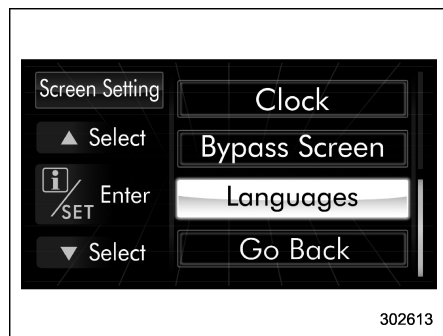 Screen Setting
Clock
▲ Select
Bypass Screen
i/SET Enter
Languages
▼ Select
Go Back
302613